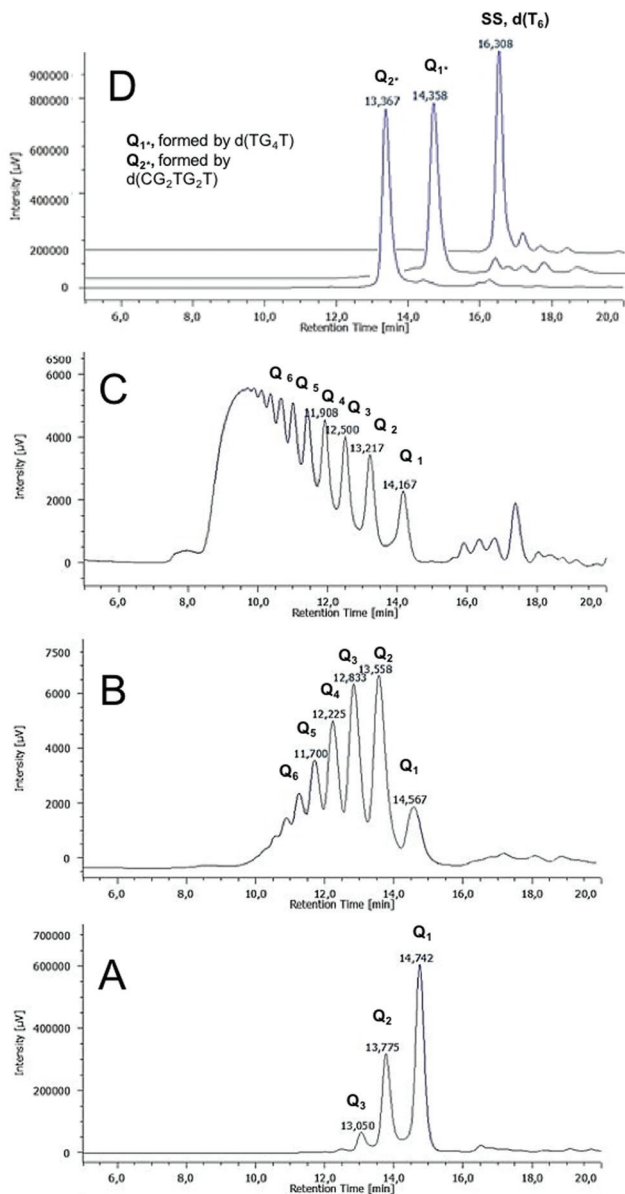 SS, d(T6)
16,308
Q1*
14,358
Q2*
13,367
D
Q1*, formed by d(TG4T)
Q2*, formed by
d(CG2TG2T)
Intensity [µV]
900000
800000
600000
400000
200000
0
6,0 8,0 10,0 12,0 14,0 16,0 18,0 20,0
Retention Time [min]
C
Q 6 Q 5 Q 4 Q 3 Q 2 Q 1
11,908
12,500
13,217
14,167
Intensity [µV]
6500
6000
4000
2000
0
6,0 8,0 10,0 12,0 14,0 16,0 18,0 20,0
Retention Time [min]
B
Q6
Q5
11,700
Q4
12,225
Q3
12,833
Q2
13,558
Q1
14,567
Intensity [µV]
7500
6000
4000
2000
0
6,0 8,0 10,0 12,0 14,0 16,0 18,0 20,0
Retention Time [min]
A
Q1
14,742
Q2
13,775
Q3
13,050
Intensity [µV]
700000
600000
400000
200000
0
6,0 8,0 10,0 12,0 14,0 16,0 18,0 20,0
Retention Time [min]